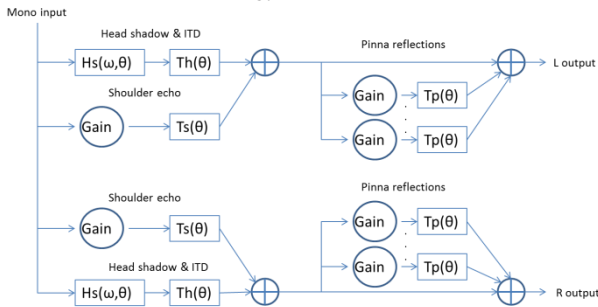 Mono input
Head shadow & ITD
Hs(ω,θ) Th(θ)
Pinna reflections
L output
Shoulder echo
Gain Ts(θ)
Gain Tp(θ)
Gain Tp(θ)
Shoulder echo
Gain Ts(θ)
Pinna reflections
Gain Tp(θ)
Gain Tp(θ)
Head shadow & ITD
Hs(ω,θ) Th(θ)
R output